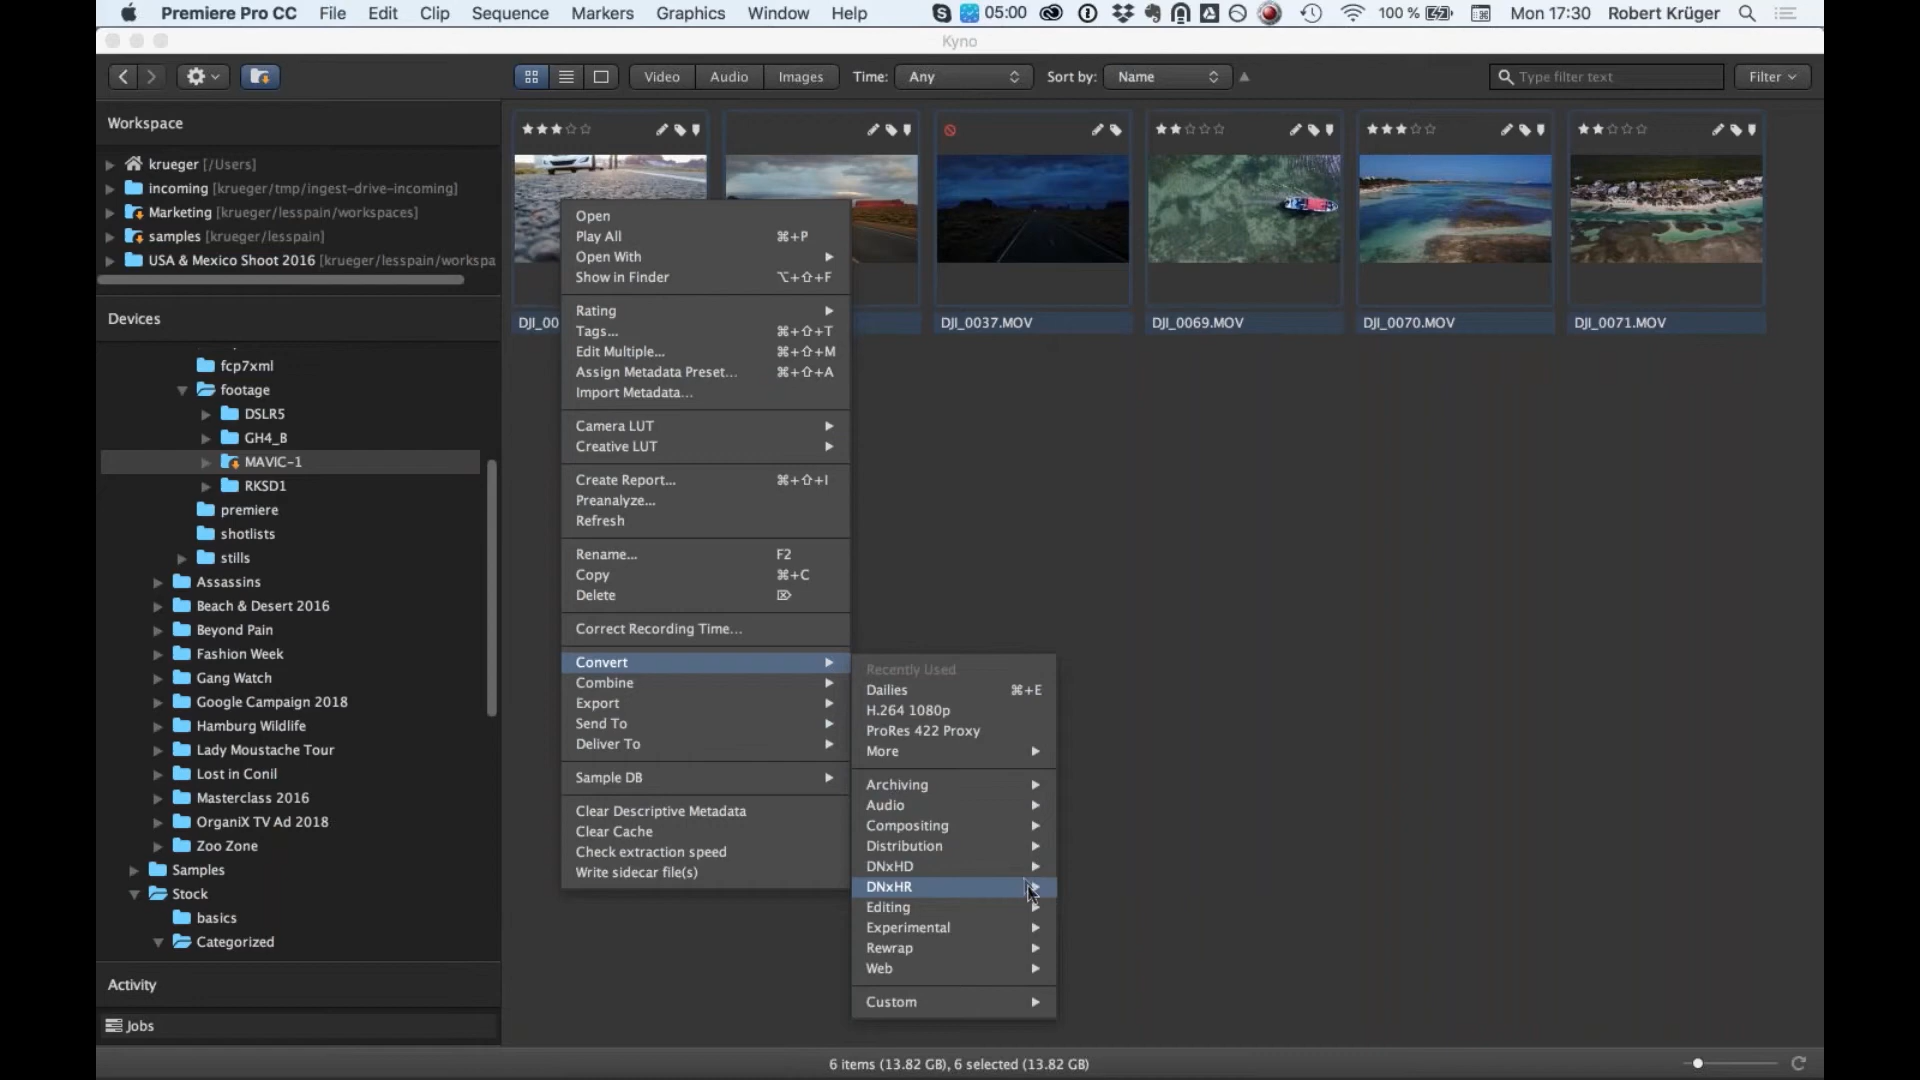 Premiere Pro CC File Edit Clip Sequence Markers Graphics Window Help 05:00 100 % Mon 17:30 Robert Krüger
Kyno
Video Audio Images Time: Any Sort by: Name Type filter text Filter
Workspace
krueger [/Users]
incoming [krueger/tmp/ingest-drive-incoming]
Marketing [krueger/lesspain/workspaces]
samples [krueger/lesspain]
USA & Mexico Shoot 2016 [krueger/lesspain/workspa
Devices
fcp7xml
footage
DSLR5
GH4_B
MAVIC-1
RKSD1
premiere
shotlists
stills
Assassins
Beach & Desert 2016
Beyond Pain
Fashion Week
Gang Watch
Google Campaign 2018
Hamburg Wildlife
Lady Moustache Tour
Lost in Conil
Masterclass 2016
OrganiX TV Ad 2018
Zoo Zone
Samples
Stock
basics
Categorized
Activity
Jobs
DJI_00
DJI_0037.MOV
DJI_0069.MOV
DJI_0070.MOV
DJI_0071.MOV
Open
Play All ⌘+P
Open With
Show in Finder ⌥+⇧+F
Rating
Tags... ⌘+⇧+T
Edit Multiple... ⌘+⇧+M
Assign Metadata Preset... ⌘+⇧+A
Import Metadata...
Camera LUT
Creative LUT
Create Report... ⌘+⇧+I
Preanalyze...
Refresh
Rename... F2
Copy ⌘+C
Delete ⌦
Correct Recording Time...
Convert
Combine
Export
Send To
Deliver To
Sample DB
Clear Descriptive Metadata
Clear Cache
Check extraction speed
Write sidecar file(s)
Recently Used
Dailies ⌘+E
H.264 1080p
ProRes 422 Proxy
More
Archiving
Audio
Compositing
Distribution
DNxHD
DNxHR
Editing
Experimental
Rewrap
Web
Custom
6 items (13.82 GB), 6 selected (13.82 GB)